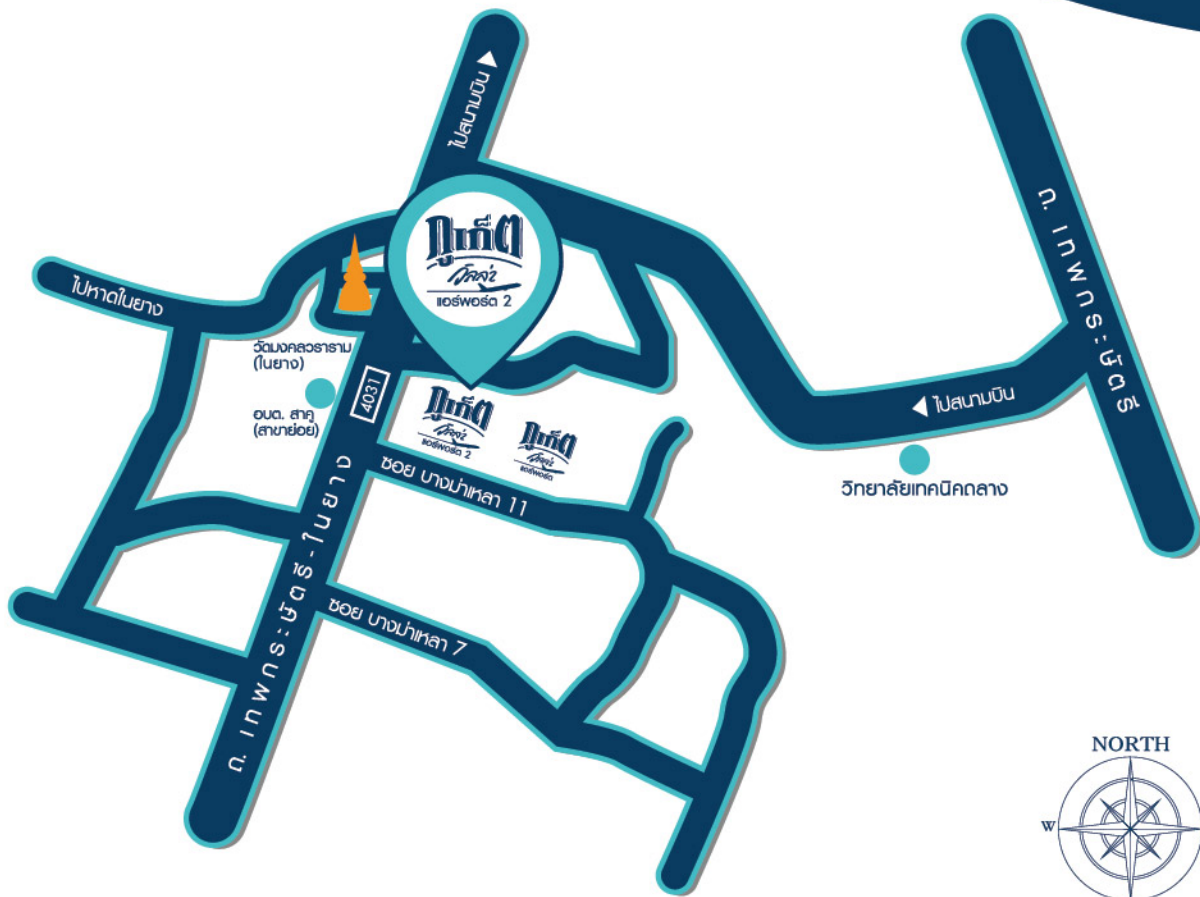 ไปสนามบิน
ถ. เทพกระษัตรี
ภูเก็ต
วิลล่า
แอร์พอร์ต 2
ไปหาดในยาง
วัดมงคลวราราม
(ในยาง)
4031
อบต. สาคู
(สาขาย่อย)
ภูเก็ต
วิลล่า
แอร์พอร์ต 2
ภูเก็ต
วิลล่า
แอร์พอร์ต
ไปสนามบิน
วิทยาลัยเทคนิคถลาง
ซอย บางม่าเหลา 11
ถ. เทพกระษัตรี-ในยาง
ซอย บางม่าเหลา 7
NORTH
W